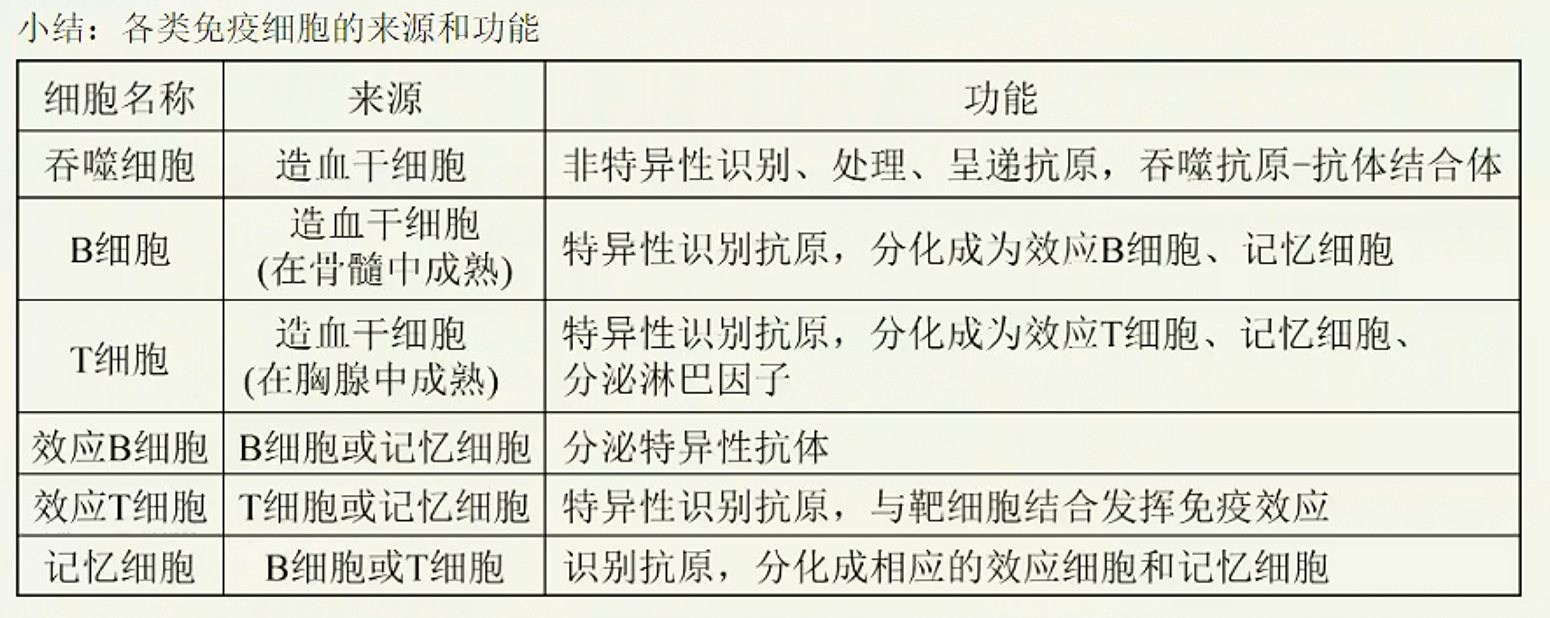 小结：各类免疫细胞的来源和功能
细胞名称 来源 功能
吞噬细胞 造血干细胞 非特异性识别、处理、呈递抗原，吞噬抗原-抗体结合体
B细胞 造血干细胞 特异性识别抗原，分化成为效应B细胞、记忆细胞
(在骨髓中成熟)
T细胞 造血干细胞 特异性识别抗原，分化成为效应T细胞、记忆细胞、
(在胸腺中成熟) 分泌淋巴因子
效应B细胞 B细胞或记忆细胞 分泌特异性抗体
效应T细胞 T细胞或记忆细胞 特异性识别抗原，与靶细胞结合发挥免疫效应
记忆细胞 B细胞或T细胞 识别抗原，分化成相应的效应细胞和记忆细胞